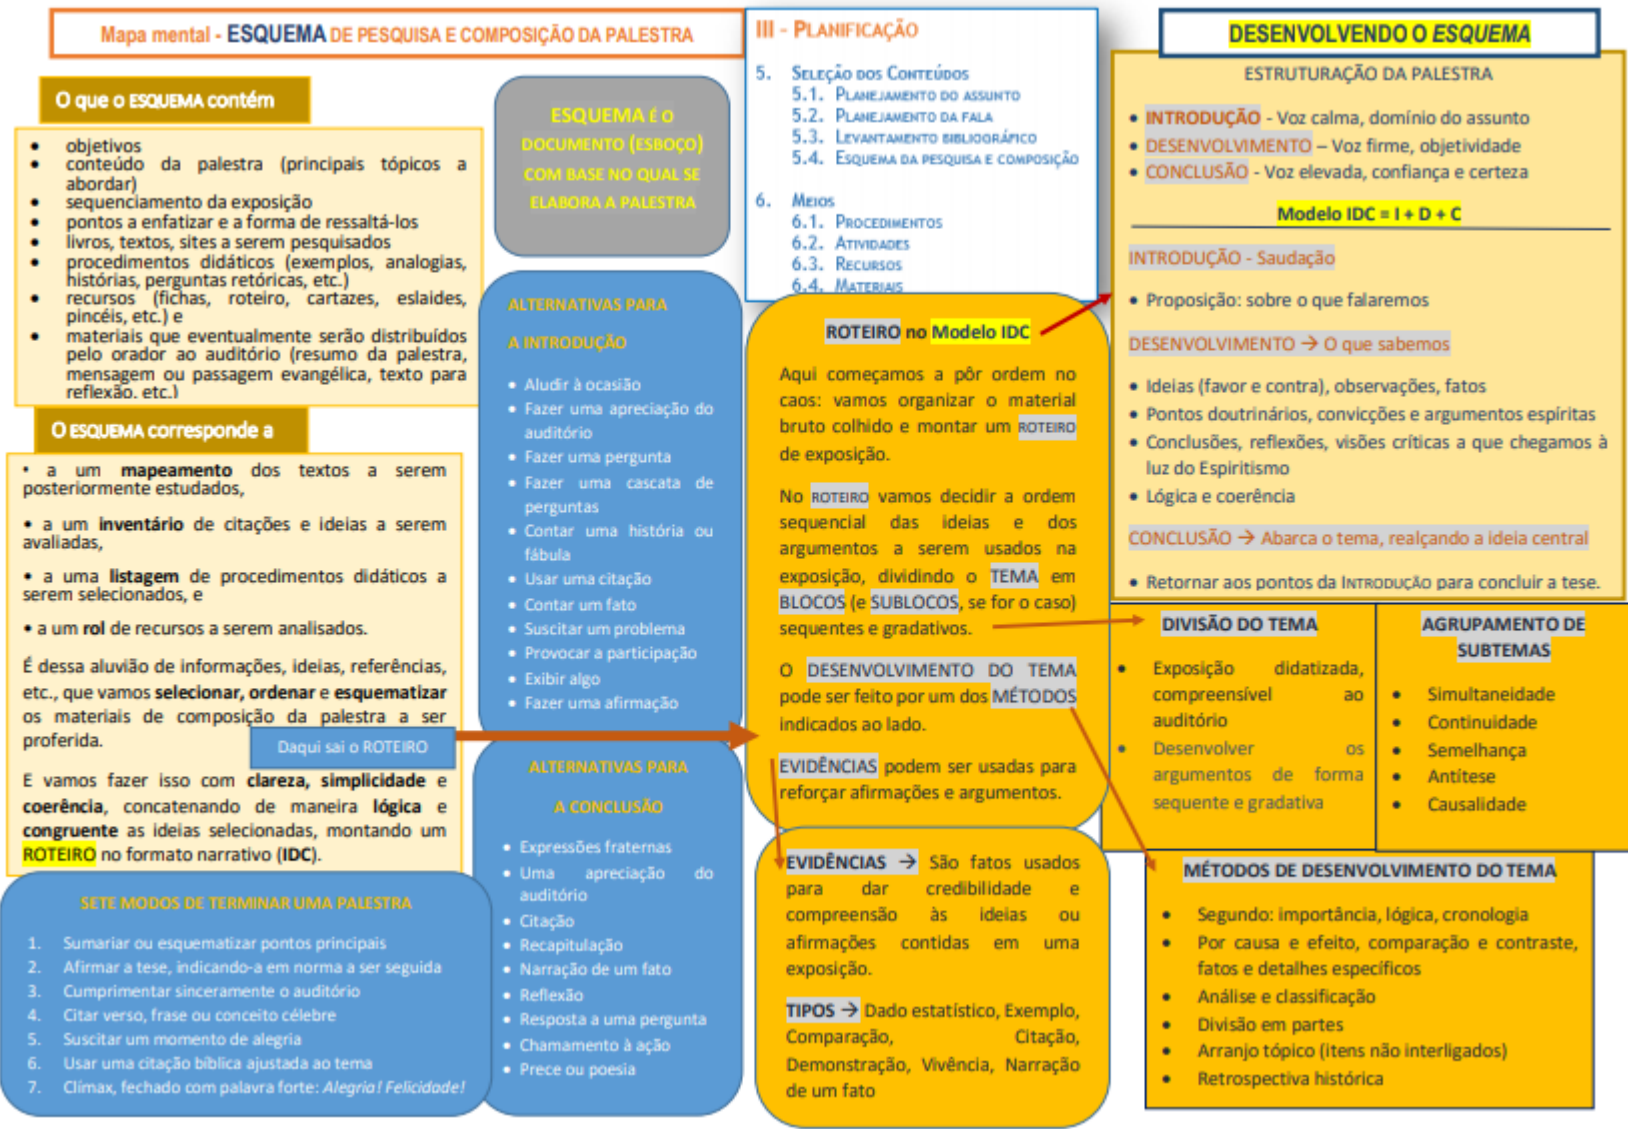 Mapa mental - ESQUEMA DE PESQUISA E COMPOSIÇÃO DA PALESTRA
O que o ESQUEMA contém
• objetivos
• conteúdo da palestra (principais tópicos a
abordar)
• sequenciamento da exposição
• pontos a enfatizar e a forma de ressaltá-los
• livros, textos, sites a serem pesquisados
• procedimentos didáticos (exemplos, analogias,
histórias, perguntas retóricas, etc.)
• recursos (fichas, roteiro, cartazes, eslaides,
pincéis, etc.) e
• materiais que eventualmente serão distribuídos
pelo orador ao auditório (resumo da palestra,
mensagem ou passagem evangélica, texto para
reflexão, etc.)
O ESQUEMA corresponde a
• a um mapeamento dos textos a serem
posteriormente estudados,
• a um inventário de citações e ideias a serem
avaliadas,
• a uma listagem de procedimentos didáticos a
serem selecionados, e
• a um rol de recursos a serem analisados.
É dessa aluvião de informações, ideias, referências,
etc., que vamos selecionar, ordenar e esquematizar
os materiais de composição da palestra a ser
proferida.
Daqui sai o ROTEIRO
E vamos fazer isso com clareza, simplicidade e
coerência, concatenando de maneira lógica e
congruente as ideias selecionadas, montando um
ROTEIRO no formato narrativo (IDC).
SETE MODOS DE TERMINAR UMA PALESTRA
1. Sumariar ou esquematizar pontos principais
2. Afirmar a tese, indicando-a em norma a ser seguida
3. Cumprimentar sinceramente o auditório
4. Citar verso, frase ou conceito célebre
5. Suscitar um momento de alegria
6. Usar uma citação bíblica ajustada ao tema
7. Clímax, fechado com palavra forte: Alegria! Felicidade!
ESQUEMA É O
DOCUMENTO (ESBOÇO)
COM BASE NO QUAL SE
ELABORA A PALESTRA
ALTERNATIVAS PARA
A INTRODUÇÃO
• Aludir à ocasião
• Fazer uma apreciação do
auditório
• Fazer uma pergunta
• Fazer uma cascata de
perguntas
• Contar uma história ou
fábula
• Usar uma citação
• Contar um fato
• Suscitar um problema
• Provocar a participação
• Exibir algo
• Fazer uma afirmação
ALTERNATIVAS PARA
A CONCLUSÃO
• Expressões fraternas
• Uma apreciação do
auditório
• Citação
• Recapitulação
• Narração de um fato
• Reflexão
• Resposta a uma pergunta
• Chamamento à ação
• Prece ou poesia
III - PLANIFICAÇÃO
5. SELEÇÃO DOS CONTEÚDOS
5.1. PLANEJAMENTO DO ASSUNTO
5.2. PLANEJAMENTO DA FALA
5.3. LEVANTAMENTO BIBLIOGRÁFICO
5.4. ESQUEMA DA PESQUISA E COMPOSIÇÃO
6. MEIOS
6.1. PROCEDIMENTOS
6.2. ATIVIDADES
6.3. RECURSOS
6.4. MATERIAIS
ROTEIRO no Modelo IDC
Aqui começamos a pôr ordem no
caos: vamos organizar o material
bruto colhido e montar um ROTEIRO
de exposição.
No ROTEIRO vamos decidir a ordem
sequencial das ideias e dos
argumentos a serem usados na
exposição, dividindo o TEMA em
BLOCOS (e SUBLOCOS, se for o caso)
sequentes e gradativos.
O DESENVOLVIMENTO DO TEMA
pode ser feito por um dos MÉTODOS
indicados ao lado.
EVIDÊNCIAS podem ser usadas para
reforçar afirmações e argumentos.
EVIDÊNCIAS → São fatos usados
para dar credibilidade e
compreensão às ideias ou
afirmações contidas em uma
exposição.
TIPOS → Dado estatístico, Exemplo,
Comparação, Citação,
Demonstração, Vivência, Narração
de um fato
DESENVOLVENDO O ESQUEMA
ESTRUTURAÇÃO DA PALESTRA
• INTRODUÇÃO - Voz calma, domínio do assunto
• DESENVOLVIMENTO – Voz firme, objetividade
• CONCLUSÃO - Voz elevada, confiança e certeza
Modelo IDC = I + D + C
INTRODUÇÃO - Saudação
• Proposição: sobre o que falaremos
DESENVOLVIMENTO → O que sabemos
• Ideias (favor e contra), observações, fatos
• Pontos doutrinários, convicções e argumentos espíritas
• Conclusões, reflexões, visões críticas a que chegamos à
luz do Espiritismo
• Lógica e coerência
CONCLUSÃO → Abarca o tema, realçando a ideia central
• Retornar aos pontos da INTRODUÇÃO para concluir a tese.
DIVISÃO DO TEMA
• Exposição didatizada,
compreensível ao
auditório
• Desenvolver os
argumentos de forma
sequente e gradativa
AGRUPAMENTO DE
SUBTEMAS
• Simultaneidade
• Continuidade
• Semelhança
• Antítese
• Causalidade
MÉTODOS DE DESENVOLVIMENTO DO TEMA
• Segundo: importância, lógica, cronologia
• Por causa e efeito, comparação e contraste,
fatos e detalhes específicos
• Análise e classificação
• Divisão em partes
• Arranjo tópico (itens não interligados)
• Retrospectiva histórica